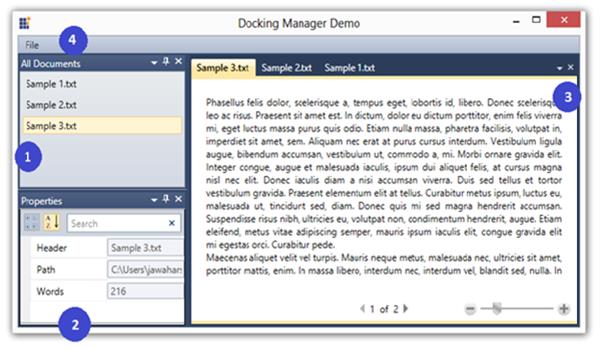 Docking Manager Demo
File
4
All Documents
Sample 1.txt
Sample 2.txt
Sample 3.txt
1
Properties
A
Z
Search
Header Sample 3.txt
Path C:\Users\jawahar
Words 216
2
Sample 3.txt Sample 2.txt Sample 1.txt
3
Phasellus felis dolor, scelerisque a, tempus eget, lobortis id, libero. Donec scelerisque
leo ac risus. Praesent sit amet est. In dictum, dolor eu dictum porttitor, enim felis viverra
mi, eget luctus massa purus quis odio. Etiam nulla massa, pharetra facilisis, volutpat in,
imperdiet sit amet, sem. Aliquam nec erat at purus cursus interdum. Vestibulum ligula
augue, bibendum accumsan, vestibulum ut, commodo a, mi. Morbi ornare gravida elit.
Integer congue, augue et malesuada iaculis, ipsum dui aliquet felis, at cursus magna
nisl nec elit. Donec iaculis diam a nisi accumsan viverra. Duis sed tellus et tortor
vestibulum gravida. Praesent elementum elit at tellus. Curabitur metus ipsum, luctus eu,
malesuada ut, tincidunt sed, diam. Donec quis mi sed magna hendrerit accumsan.
Suspendisse risus nibh, ultricies eu, volutpat non, condimentum hendrerit, augue. Etiam
eleifend, metus vitae adipiscing semper, mauris ipsum iaculis elit, congue gravida elit
mi egestas orci. Curabitur pede.
Maecenas aliquet velit vel turpis. Mauris neque metus, malesuada nec, ultricies sit amet,
porttitor mattis, enim. In massa libero, interdum nec, interdum vel, blandit sed, nulla. In
1 of 2